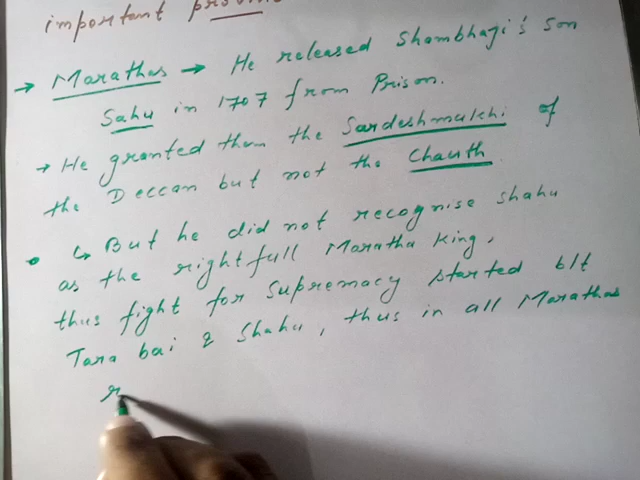 important
→ Marathas → He released Shambhaji's son
Sahu in 1707 from Prison.
→ He granted them the Sardeshmukhi of
the Deccan but not the Chauth
• ↳ But he did not recognise shahu
as the rightfull Maratha King,
thus fight for supremacy started b/t
Tara bai & Shahu, thus in all Marathas